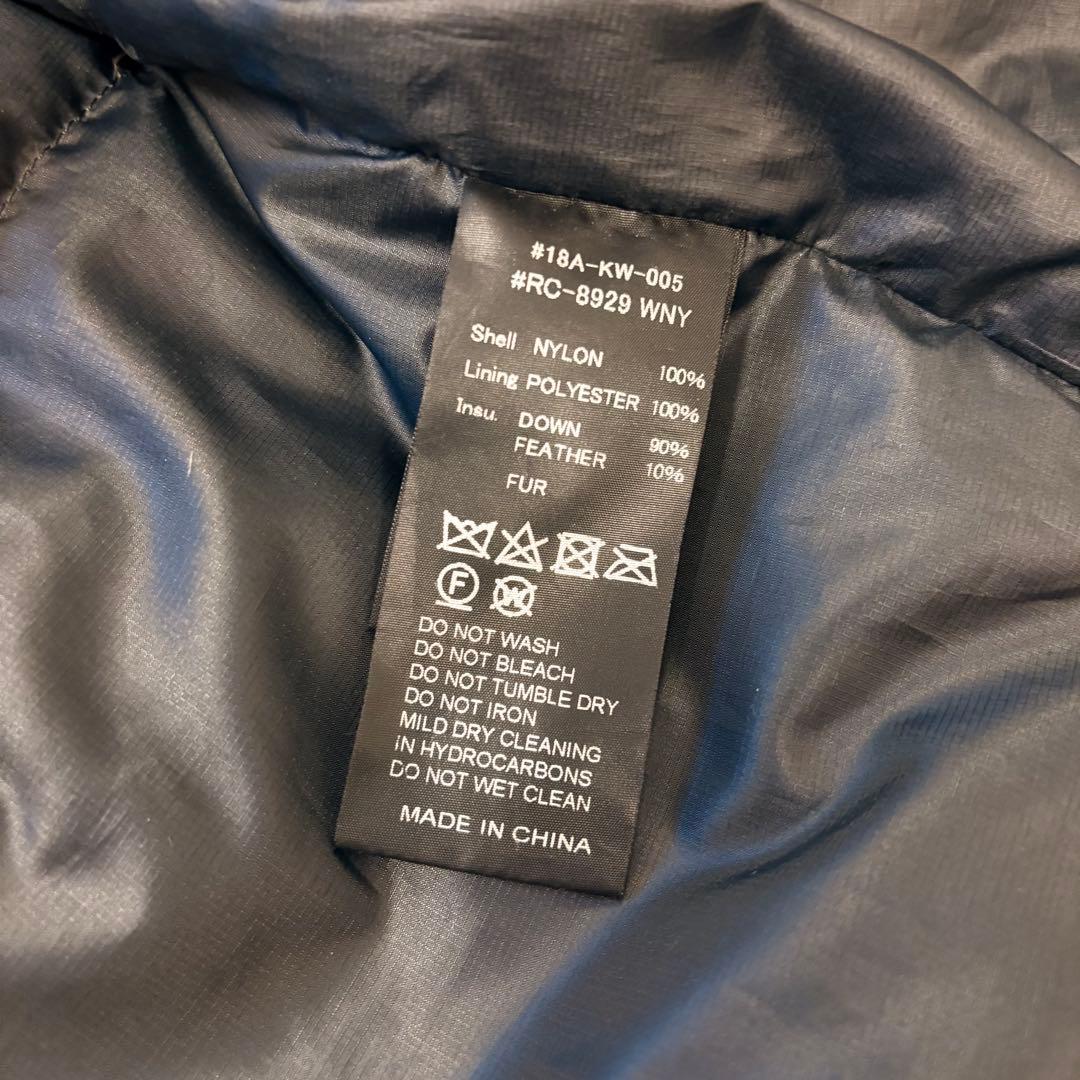 #18A-KW-005
#RC-8929 WNY
Shell NYLON 100%
Lining POLYESTER 100%
Insu. DOWN 90%
FEATHER 10%
FUR
F W
DO NOT WASH
DO NOT BLEACH
DO NOT TUMBLE DRY
DO NOT IRON
MILD DRY CLEANING
IN HYDROCARBONS
DO NOT WET CLEAN
MADE IN CHINA